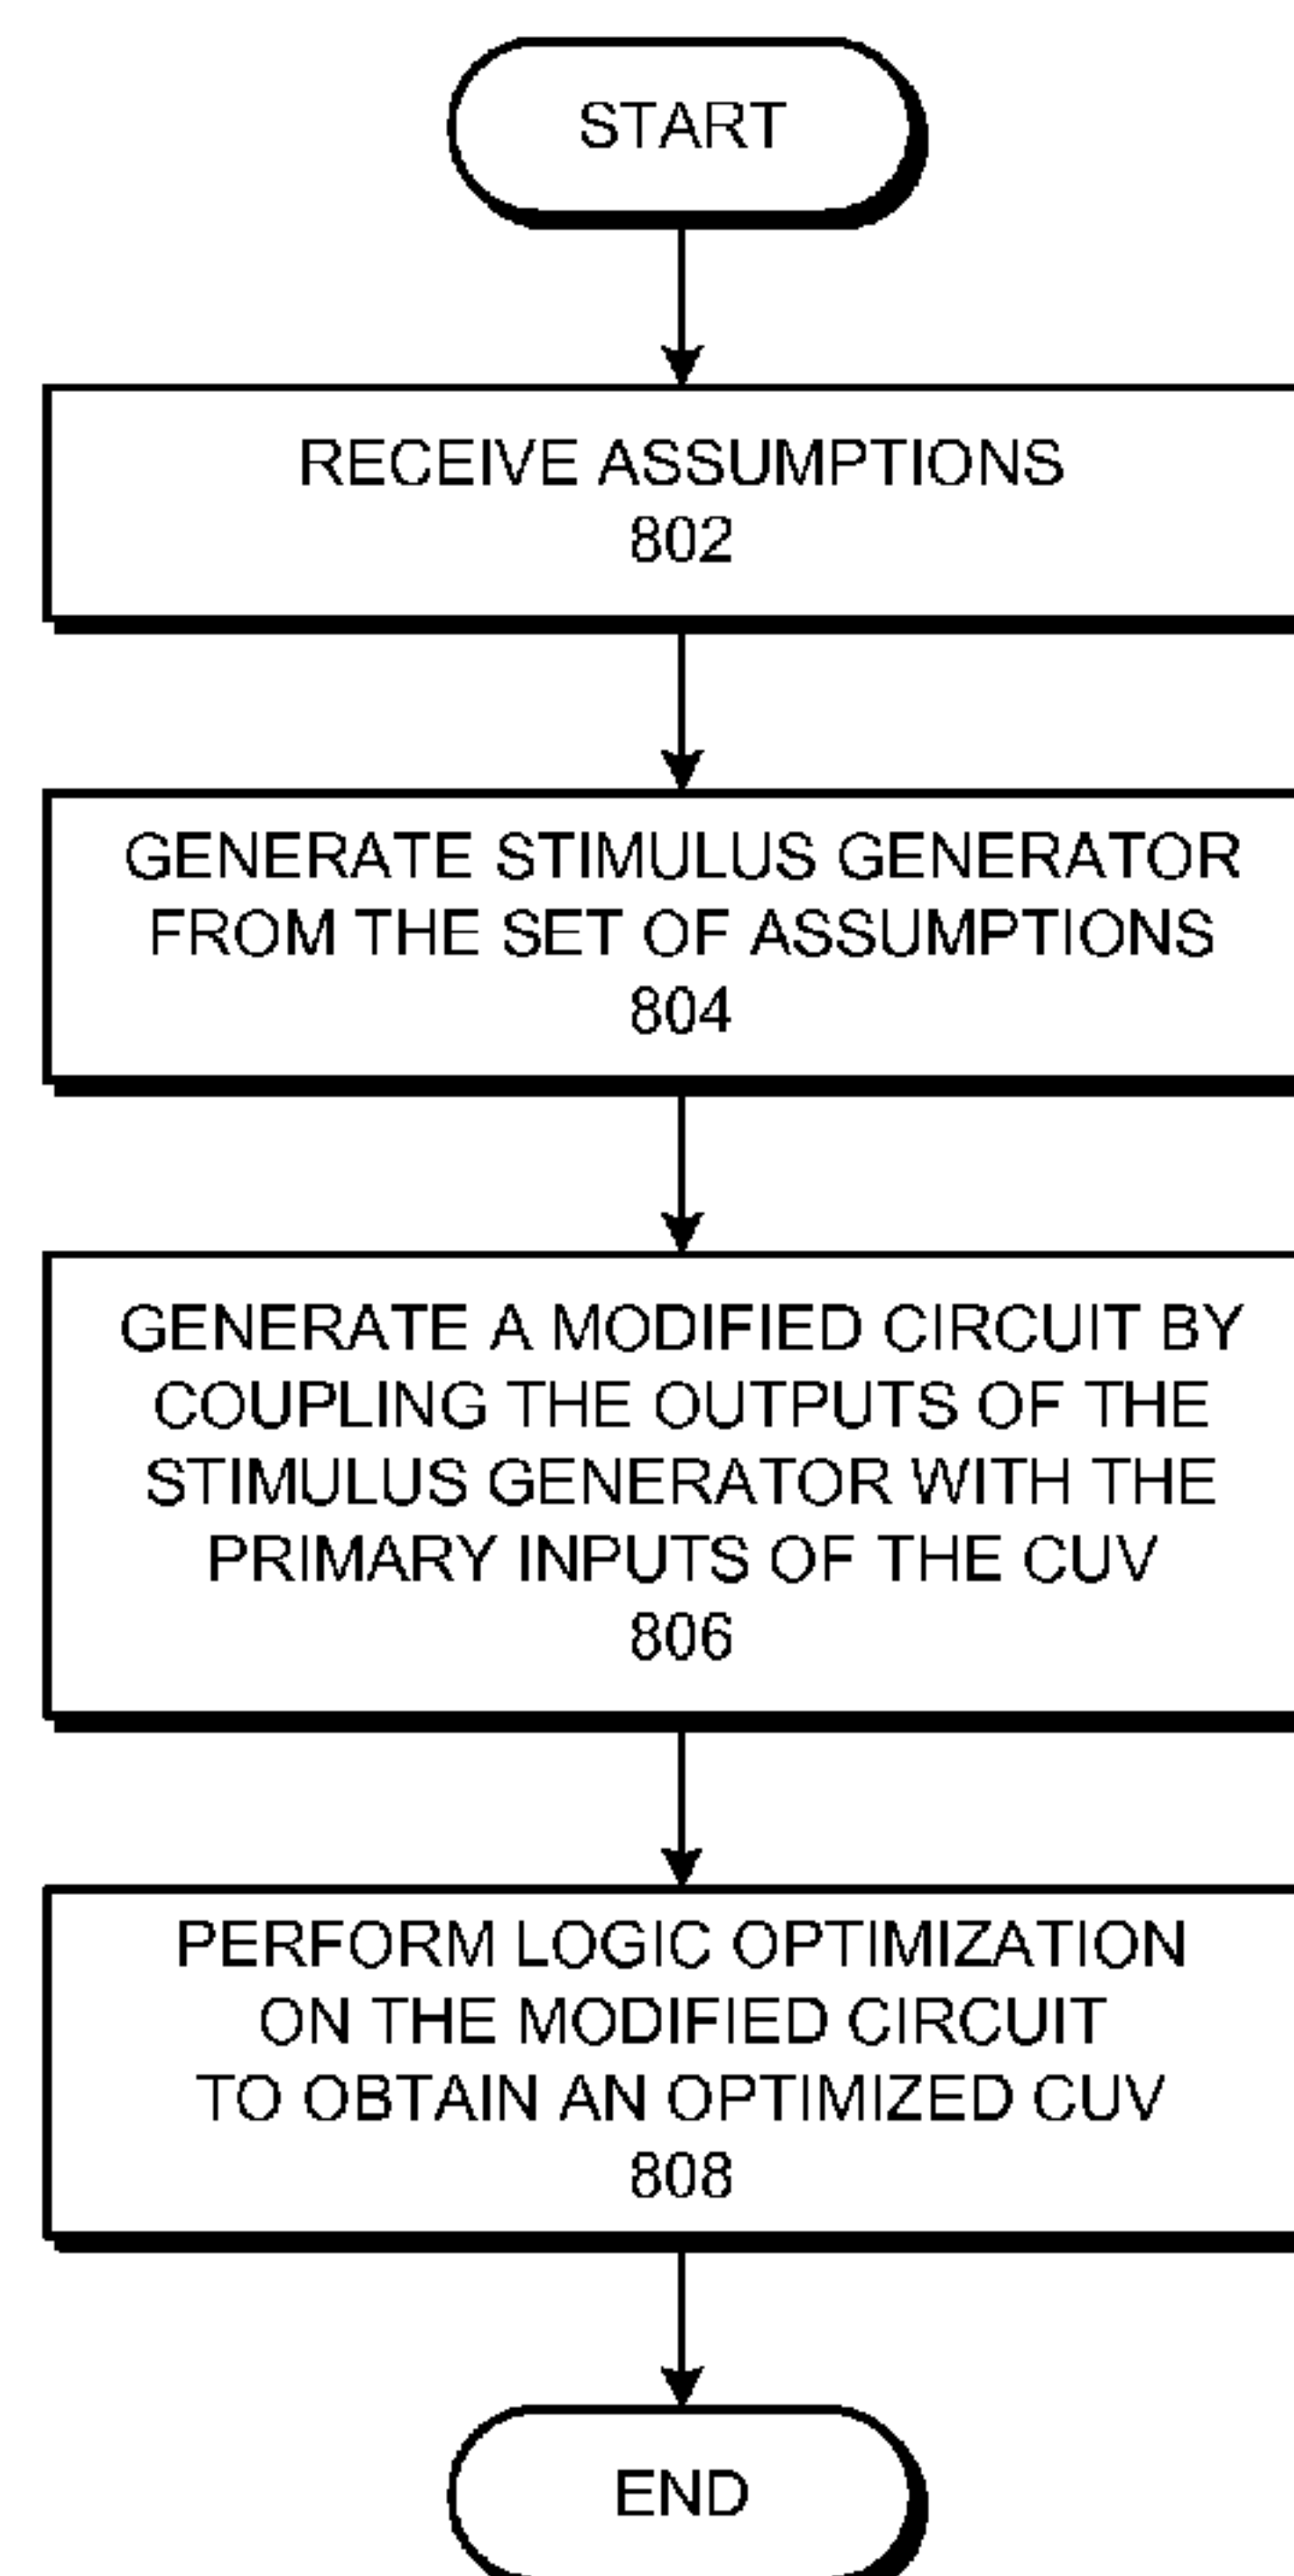 START
RECEIVE ASSUMPTIONS
802
GENERATE STIMULUS GENERATOR
FROM THE SET OF ASSUMPTIONS
804
GENERATE A MODIFIED CIRCUIT BY
COUPLING THE OUTPUTS OF THE
STIMULUS GENERATOR WITH THE
PRIMARY INPUTS OF THE CUV
806
PERFORM LOGIC OPTIMIZATION
ON THE MODIFIED CIRCUIT
TO OBTAIN AN OPTIMIZED CUV
808
END